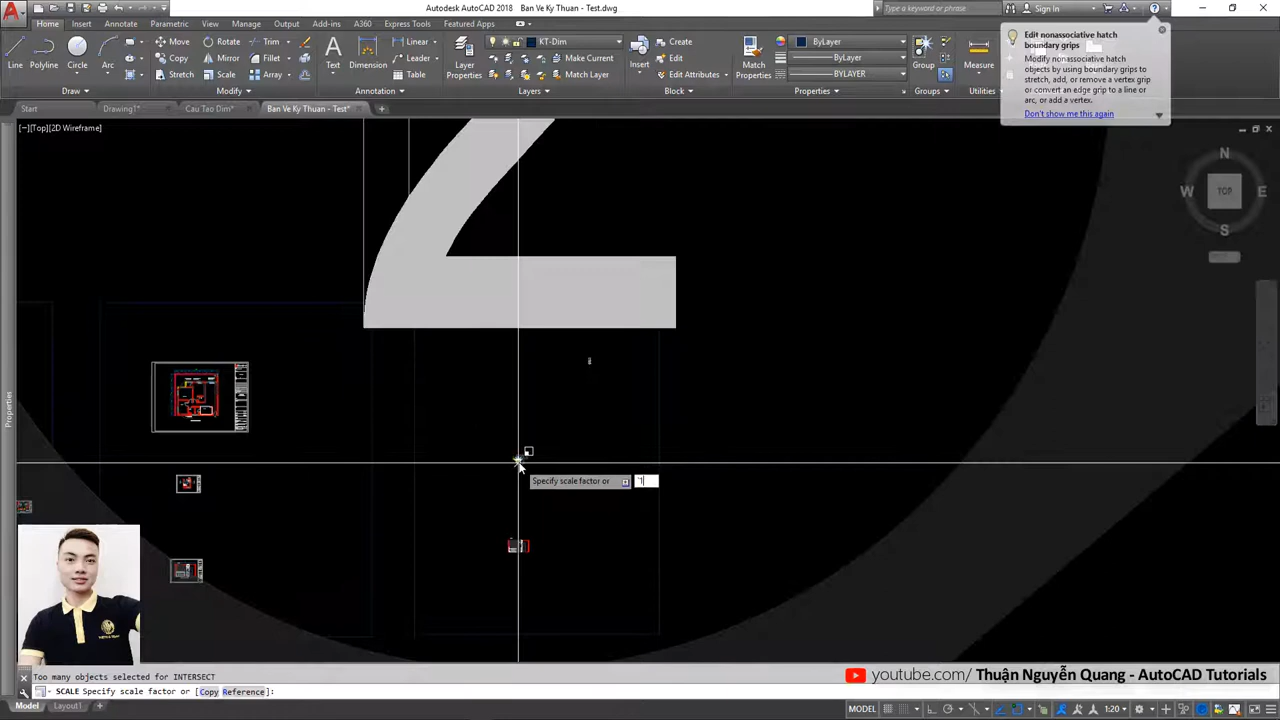 Autodesk AutoCAD 2018 Ban Ve Ky Thuan - Test.dwg
Type a keyword or phrase
Sign In
Home Insert Annotate Parametric View Manage Output Add-ins A360 Express Tools Featured Apps
Line Polyline Circle Arc
Move Rotate Trim
Copy Mirror Fillet
Stretch Scale Array
Text Dimension
Linear
Leader
Table
Layer Properties
KT-Dim
Make Current
Match Layer
Insert
Create
Edit
Edit Attributes
Match Properties
ByLayer
ByLayer
BYLAYER
Group
Measure
Draw Modify Annotation Layers Block Properties Groups Utilities
Edit nonassociative hatch
boundary grips
Modify nonassociative hatch
objects by using boundary grips to
stretch, add, or remove a vertex grip
or convert an edge grip to a line or
arc, or add a vertex.
Don't show me this again
Start Drawing1* Cau Tao Dim* Ban Ve Ky Thuan - Test*
[−][Top][2D Wireframe]
N
W TOP E
S
Properties
Specify scale factor or
Too many objects selected for INTERSECT
SCALE Specify scale factor or [Copy Reference]:
youtube.com/ Thuận Nguyễn Quang - AutoCAD Tutorials
Model Layout1
MODEL
1:20